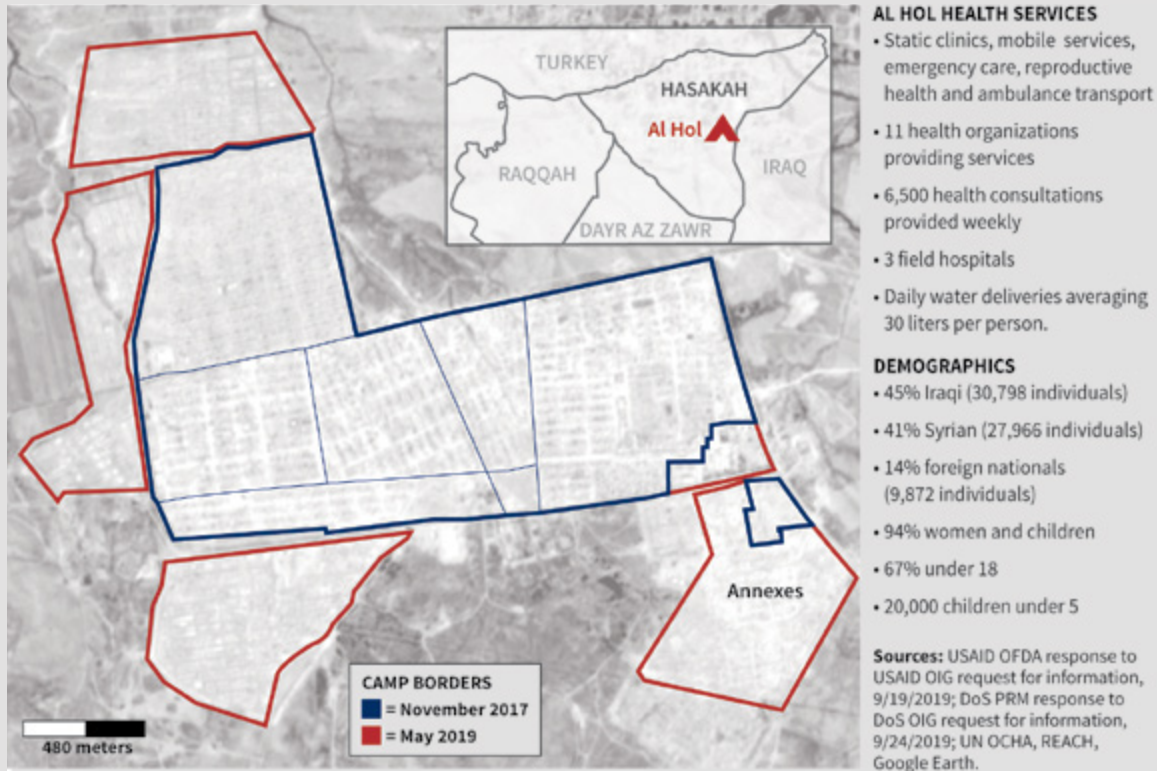 TURKEY
HASAKAH
Al Hol
RAQQAH
IRAQ
DAYR AZ ZAWR
Annexes
CAMP BORDERS
= November 2017
= May 2019
480 meters
AL HOL HEALTH SERVICES
• Static clinics, mobile services,
emergency care, reproductive
health and ambulance transport
• 11 health organizations
providing services
• 6,500 health consultations
provided weekly
• 3 field hospitals
• Daily water deliveries averaging
30 liters per person.
DEMOGRAPHICS
• 45% Iraqi (30,798 individuals)
• 41% Syrian (27,966 individuals)
• 14% foreign nationals
(9,872 individuals)
• 94% women and children
• 67% under 18
• 20,000 children under 5
Sources: USAID OFDA response to
USAID OIG request for information,
9/19/2019; DoS PRM response to
DoS OIG request for information,
9/24/2019; UN OCHA, REACH,
Google Earth.